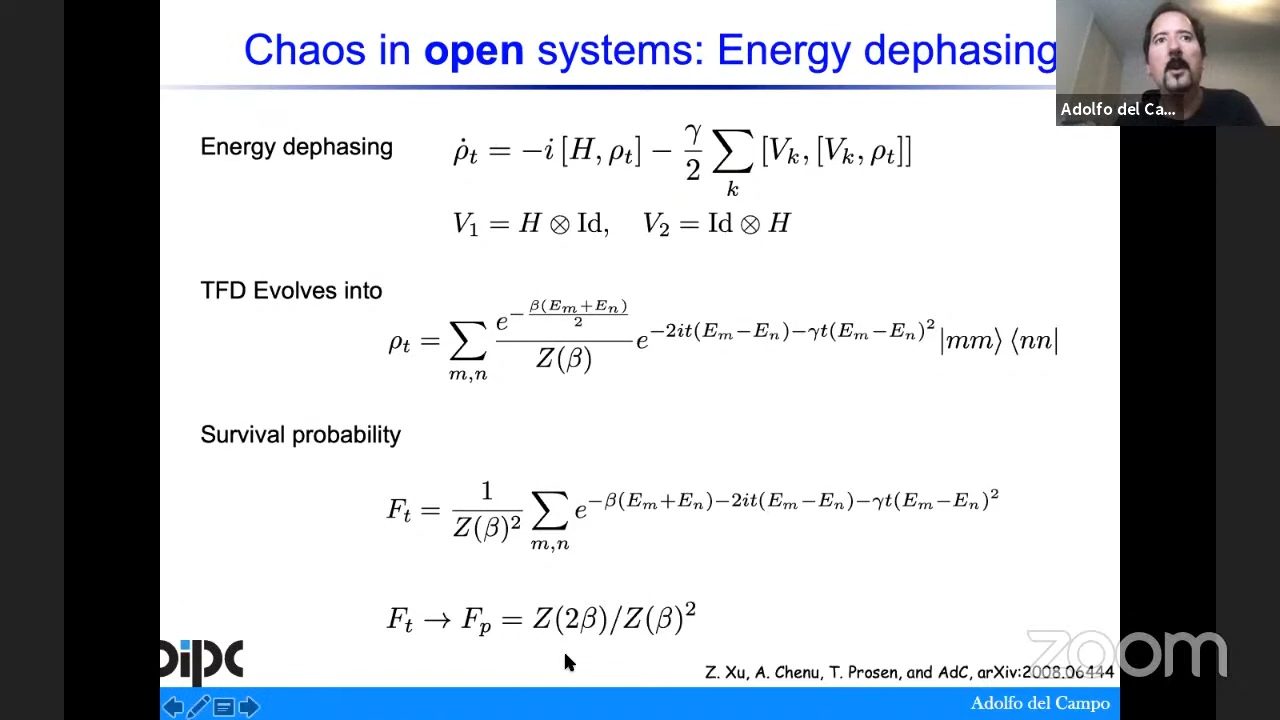 Chaos in open systems: Energy dephasing
Adolfo del Ca...
Energy dephasing
ρ̇_t = −i [H, ρ_t] − γ/2 ∑_k [V_k, [V_k, ρ_t]]
V_1 = H ⊗ Id, V_2 = Id ⊗ H
TFD Evolves into
ρ_t = ∑_{m,n} e^{−β(E_m+E_n)/2} / Z(β) e^{−2it(E_m−E_n)−γt(E_m−E_n)^2} |mm⟩ ⟨nn|
Survival probability
F_t = 1/Z(β)^2 ∑_{m,n} e^{−β(E_m+E_n)−2it(E_m−E_n)−γt(E_m−E_n)^2}
F_t → F_p = Z(2β)/Z(β)^2
dipc
zoom
Z. Xu, A. Chenu, T. Prosen, and AdC, arXiv:2008.06444
Adolfo del Campo